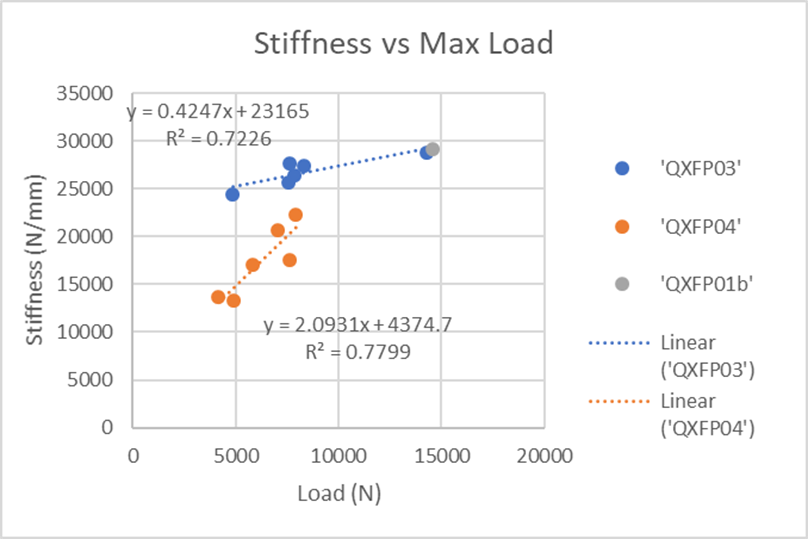 Stiffness vs Max Load
35000
30000
25000
20000
15000
10000
5000
0
Stiffness (N/mm)
y = 0.4247x + 23165
R² = 0.7226
y = 2.0931x + 4374.7
R² = 0.7799
0 5000 10000 15000 20000
Load (N)
'QXFP03'
'QXFP04'
'QXFP01b'
Linear
('QXFP03')
Linear
('QXFP04')